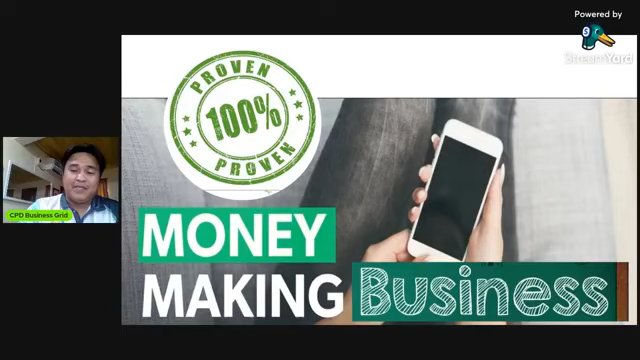 Powered by
StreamYard
PROVEN
100%
PROVEN
CPD Business Grid
MONEY
MAKING Business